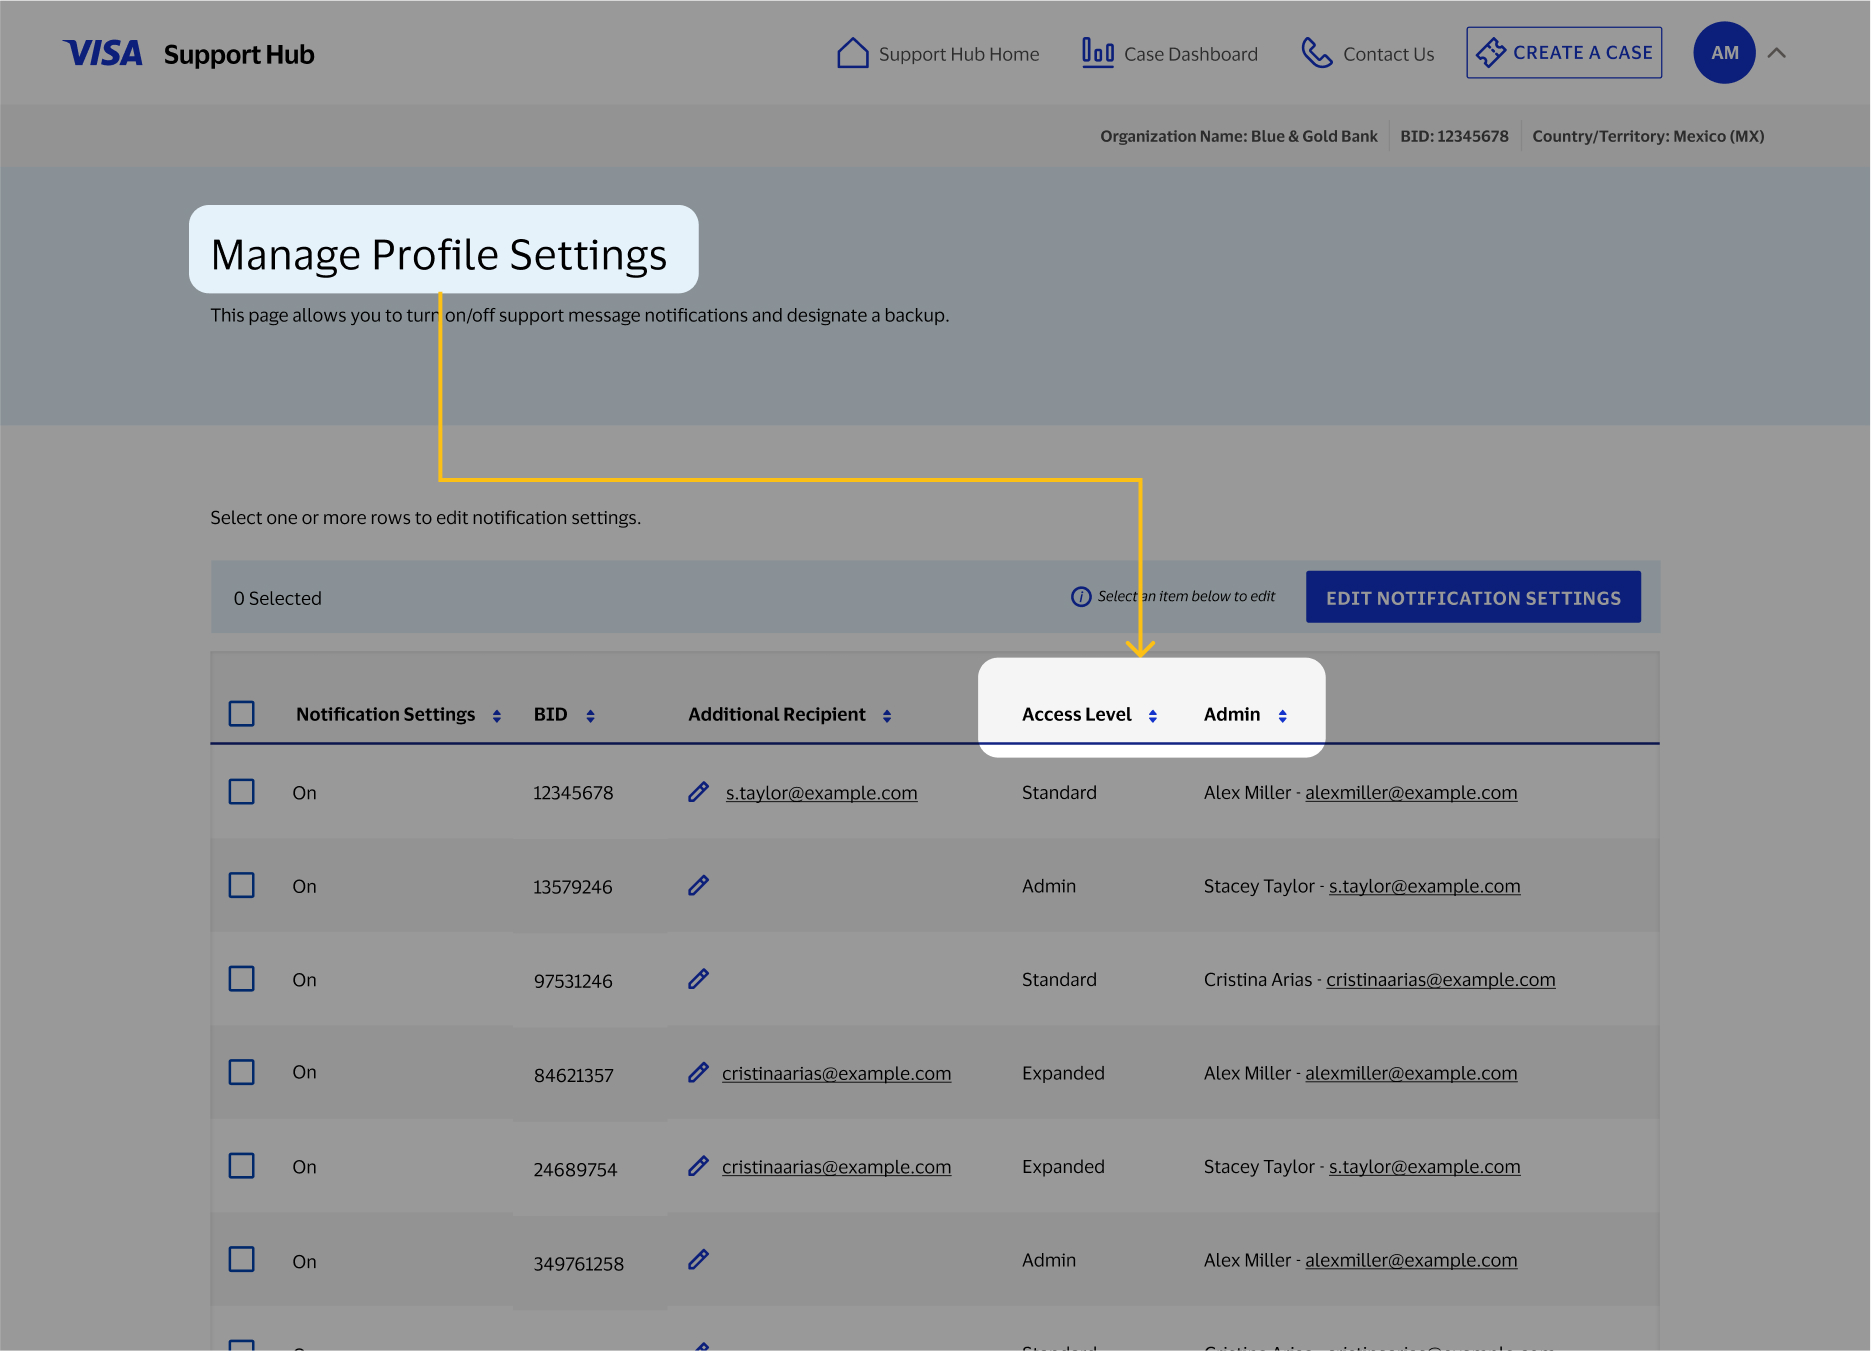 VISA Support Hub
Support Hub Home Case Dashboard Contact Us CREATE A CASE AM
Organization Name: Blue & Gold Bank BID: 12345678 Country/Territory: Mexico (MX)
Manage Profile Settings
This page allows you to turn on/off support message notifications and designate a backup.
Select one or more rows to edit notification settings.
0 Selected
Select an item below to edit
EDIT NOTIFICATION SETTINGS
Notification Settings BID Additional Recipient Access Level Admin
On 12345678 s.taylor@example.com Standard Alex Miller - alexmiller@example.com
On 13579246 Admin Stacey Taylor - s.taylor@example.com
On 97531246 Standard Cristina Arias - cristinaarias@example.com
On 84621357 cristinaarias@example.com Expanded Alex Miller - alexmiller@example.com
On 24689754 cristinaarias@example.com Expanded Stacey Taylor - s.taylor@example.com
On 349761258 Admin Alex Miller - alexmiller@example.com